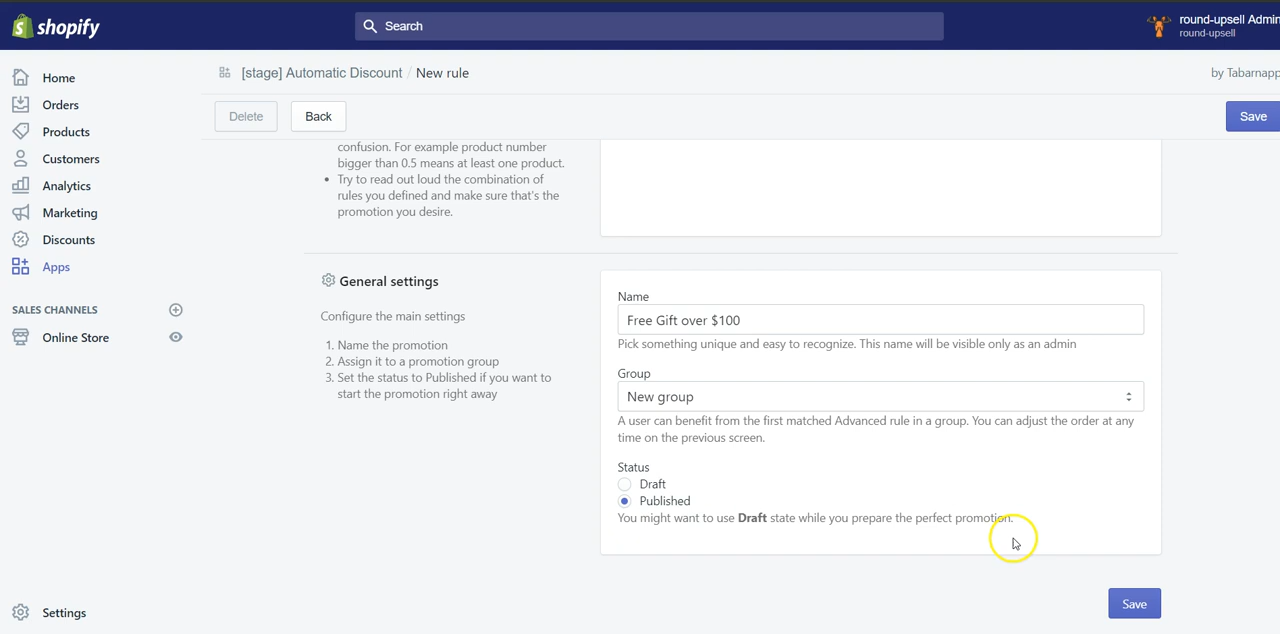 shopify
Search
round-upsell Admin
round-upsell
Home
Orders
Products
Customers
Analytics
Marketing
Discounts
Apps
SALES CHANNELS
Online Store
Settings
[stage] Automatic Discount / New rule
by Tabarnapp
Delete
Back
Save
confusion. For example product number
bigger than 0.5 means at least one product.
• Try to read out loud the combination of
rules you defined and make sure that's the
promotion you desire.
General settings
Configure the main settings
1. Name the promotion
2. Assign it to a promotion group
3. Set the status to Published if you want to
start the promotion right away
Name
Free Gift over $100
Pick something unique and easy to recognize. This name will be visible only as an admin
Group
New group
A user can benefit from the first matched Advanced rule in a group. You can adjust the order at any
time on the previous screen.
Status
Draft
Published
You might want to use Draft state while you prepare the perfect promotion.
Save